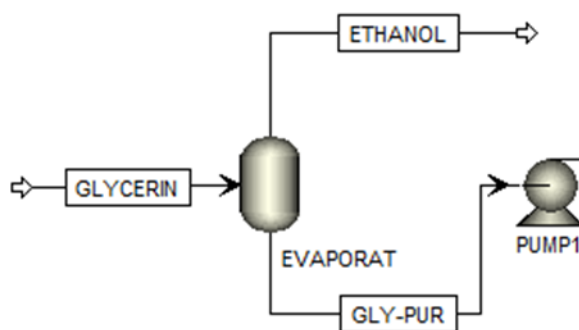 ETHANOL
GLYCERIN
EVAPORAT
PUMP1
GLY-PUR